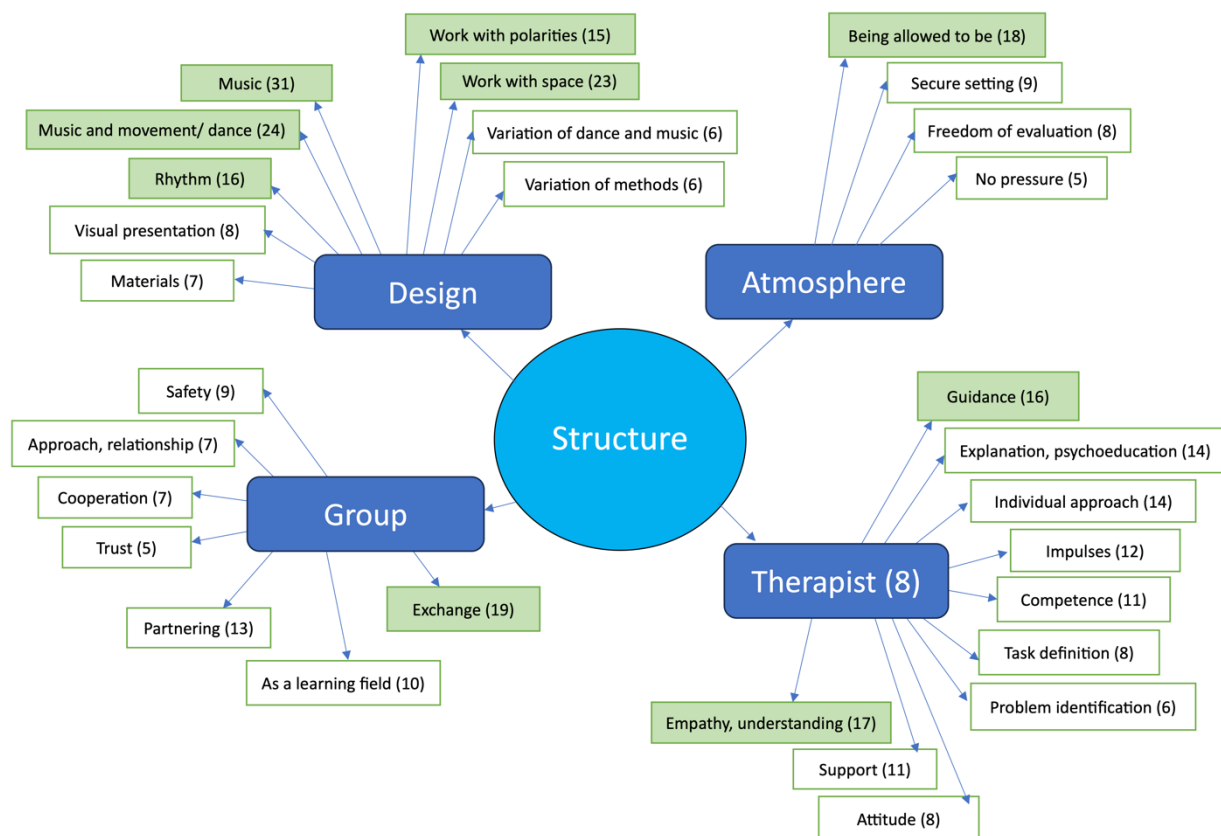 Work with polarities (15)
Being allowed to be (18)
Music (31)
Work with space (23)
Secure setting (9)
Music and movement/ dance (24)
Variation of dance and music (6)
Freedom of evaluation (8)
Rhythm (16)
Variation of methods (6)
No pressure (5)
Visual presentation (8)
Materials (7)
Design
Atmosphere
Structure
Safety (9)
Approach, relationship (7)
Cooperation (7)
Trust (5)
Group
Partnering (13)
As a learning field (10)
Exchange (19)
Guidance (16)
Explanation, psychoeducation (14)
Individual approach (14)
Impulses (12)
Therapist (8)
Competence (11)
Task definition (8)
Problem identification (6)
Empathy, understanding (17)
Support (11)
Attitude (8)